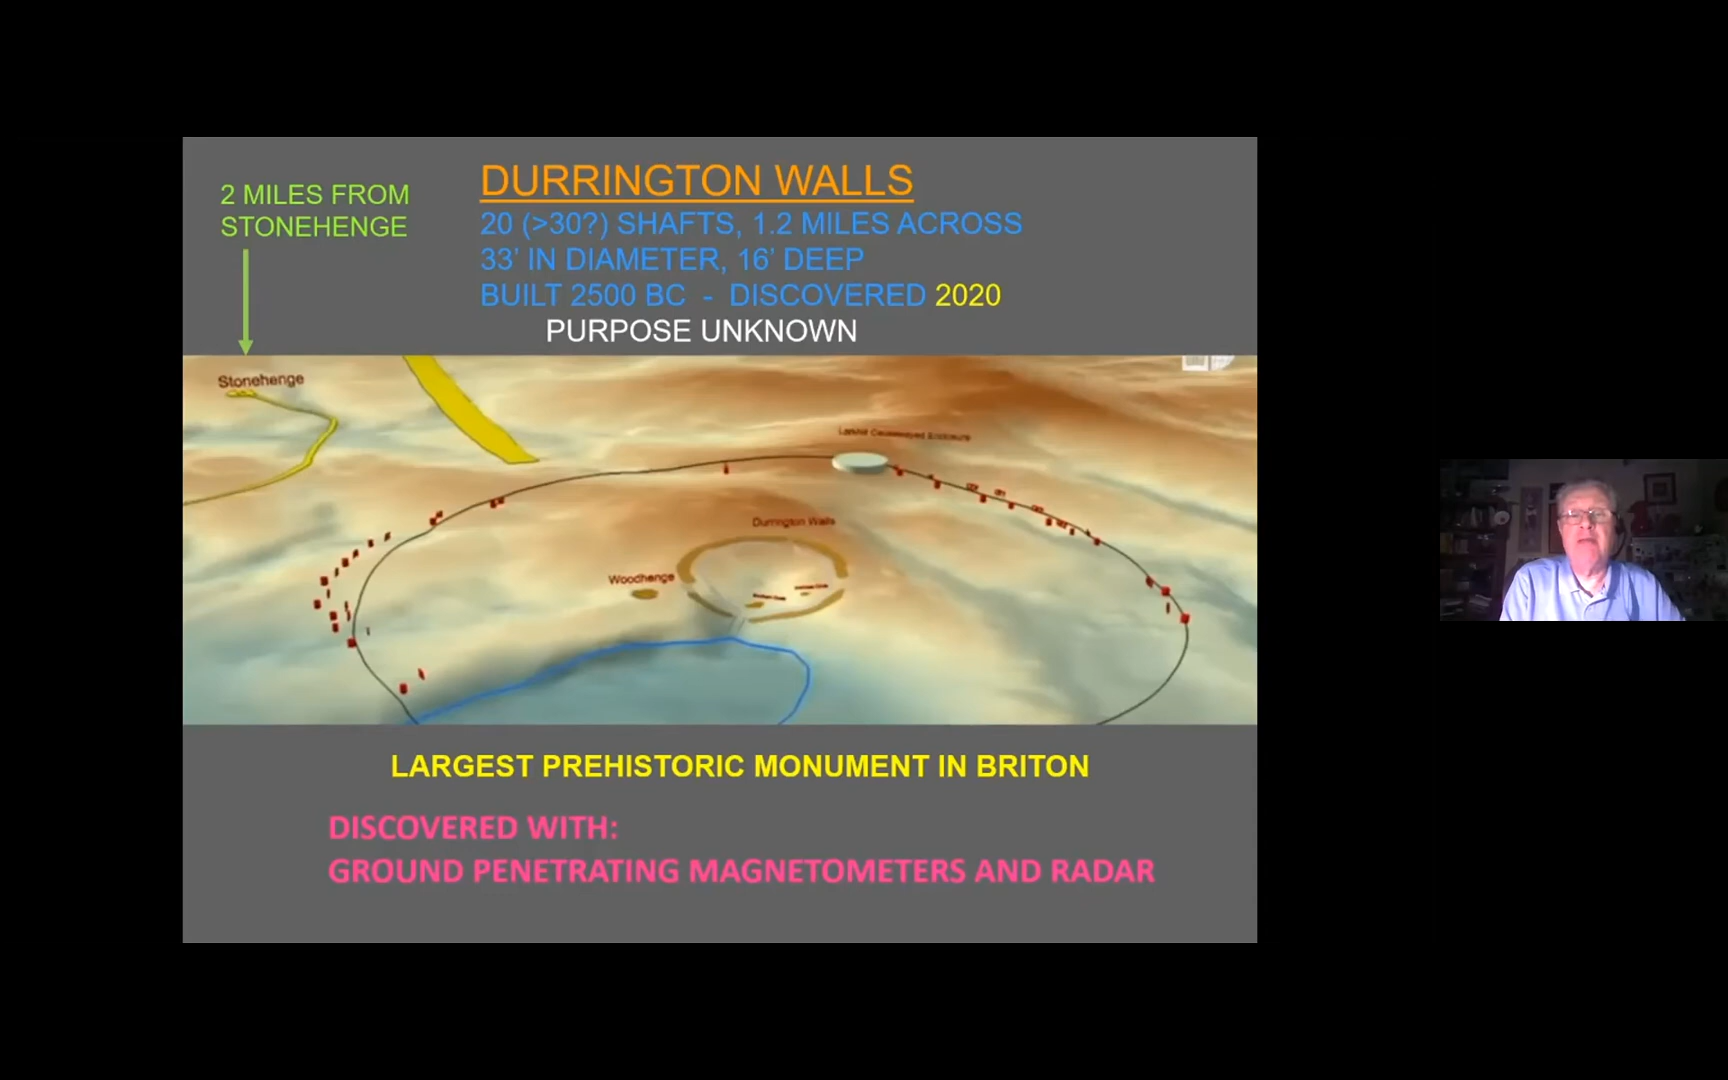 2 MILES FROM
STONEHENGE
DURRINGTON WALLS
20 (>30?) SHAFTS, 1.2 MILES ACROSS
33’ IN DIAMETER, 16’ DEEP
BUILT 2500 BC - DISCOVERED 2020
PURPOSE UNKNOWN
Stonehenge
Causewayed Enclosure
Durrington Walls
Woodhenge
LARGEST PREHISTORIC MONUMENT IN BRITON
DISCOVERED WITH:
GROUND PENETRATING MAGNETOMETERS AND RADAR